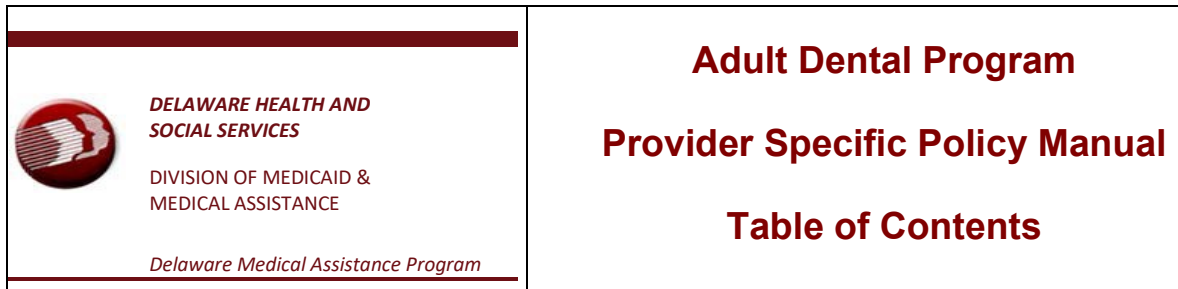 DELAWARE HEALTH AND
SOCIAL SERVICES
DIVISION OF MEDICAID &
MEDICAL ASSISTANCE
Delaware Medical Assistance Program
Adult Dental Program
Provider Specific Policy Manual
Table of Contents